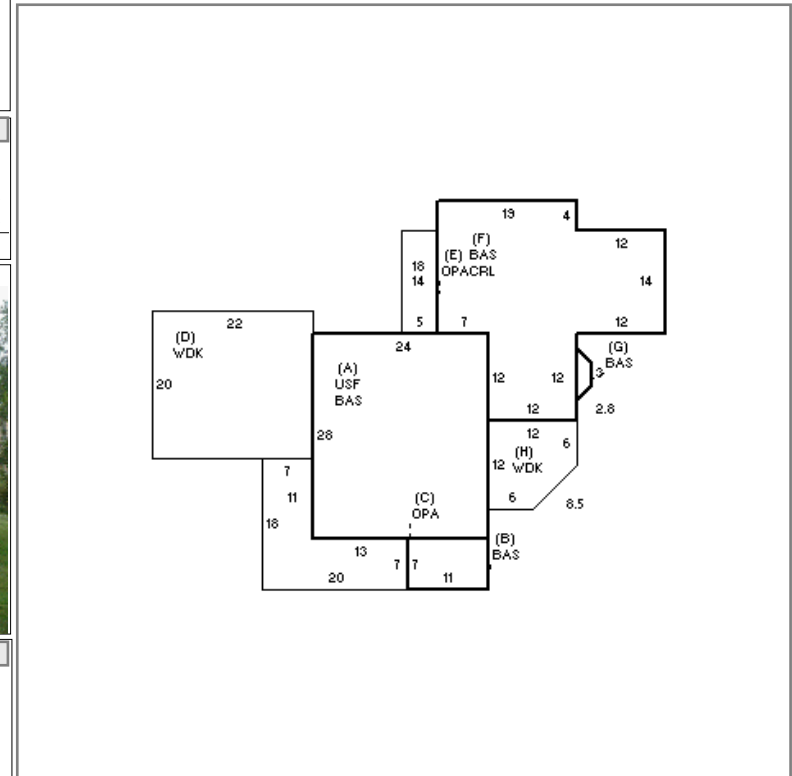 19
4
(F)
12
(E) BAS
18
OPACRL
14
14
5
7
12
22
(D)
WDK
24
(G)
BAS
20
(A)
USF
BAS
12
12
3
12
2.8
28
12
6
(H)
12 WDK
7
11
6
8.5
(C)
OPA
18
(B)
BAS
13
7
7
20
11